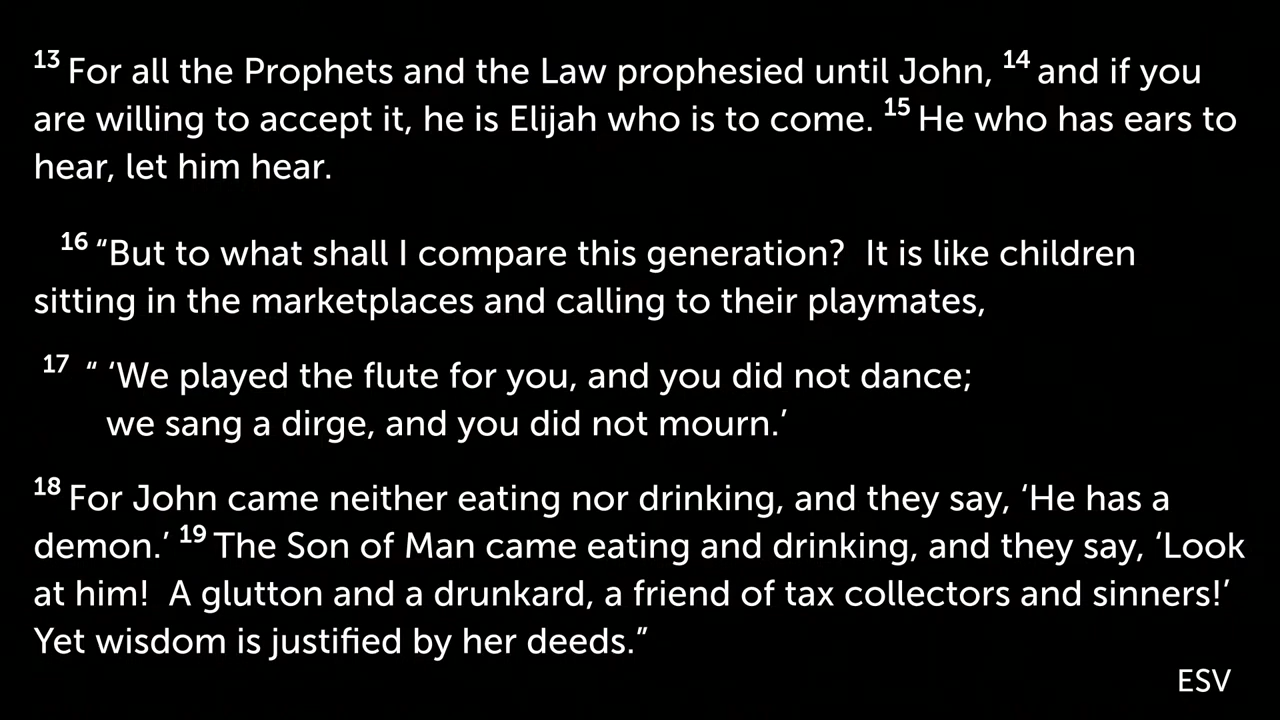 13 For all the Prophets and the Law prophesied until John, 14 and if you
are willing to accept it, he is Elijah who is to come. 15 He who has ears to
hear, let him hear.
16 “But to what shall I compare this generation?  It is like children
sitting in the marketplaces and calling to their playmates,
17 “ ‘We played the flute for you, and you did not dance;
we sang a dirge, and you did not mourn.’
18 For John came neither eating nor drinking, and they say, ‘He has a
demon.’ 19 The Son of Man came eating and drinking, and they say, ‘Look
at him!  A glutton and a drunkard, a friend of tax collectors and sinners!’
Yet wisdom is justified by her deeds.”
ESV